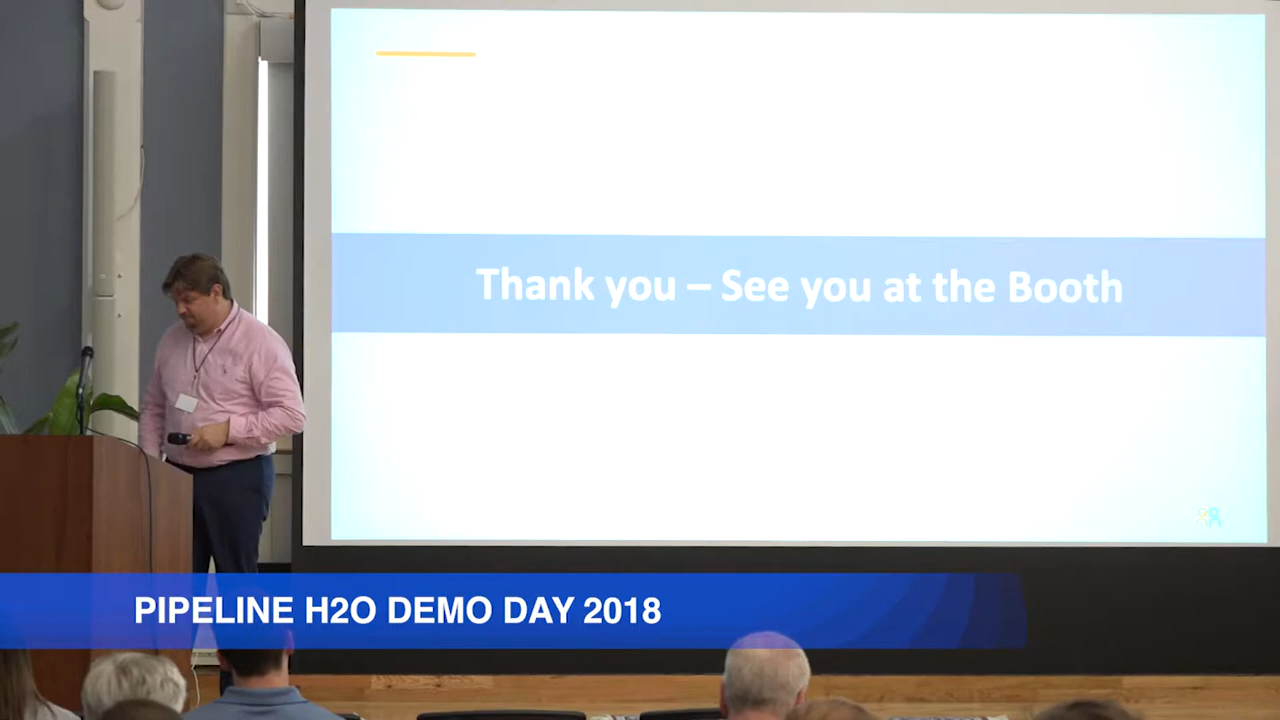 Thank you – See you at the Booth
PIPELINE H2O DEMO DAY 2018